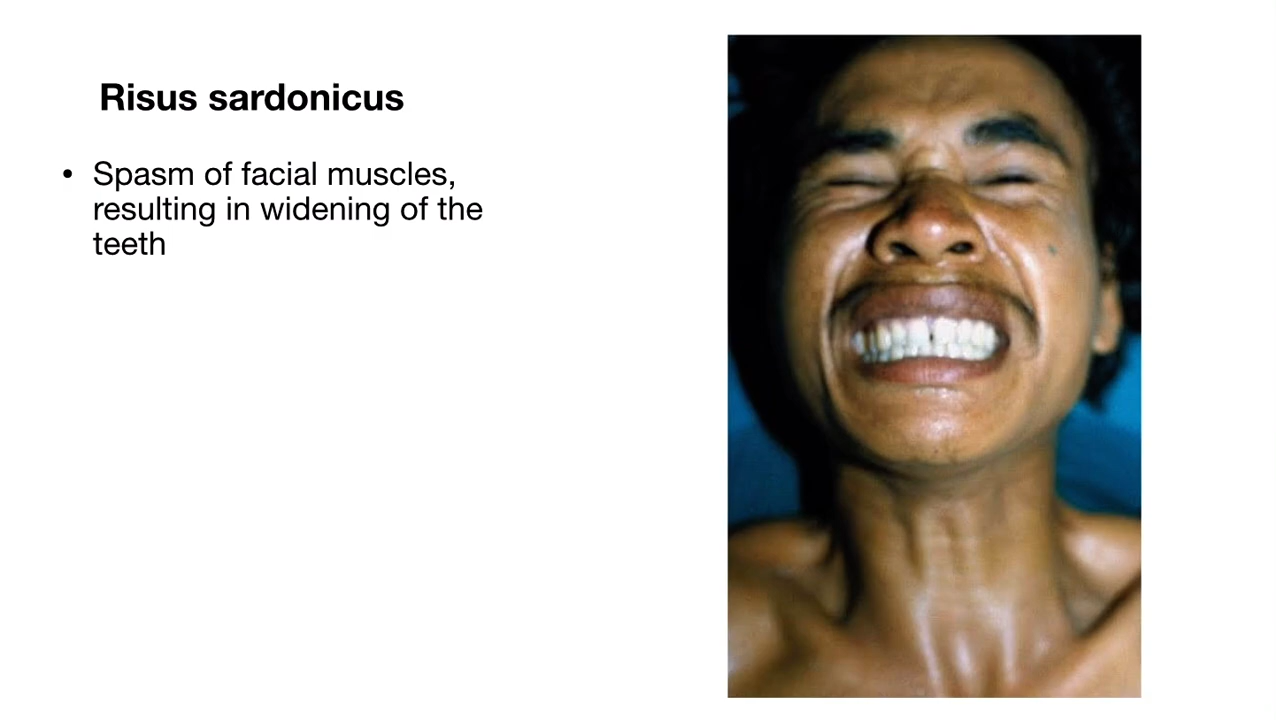 Risus sardonicus
• Spasm of facial muscles,
resulting in widening of the
teeth